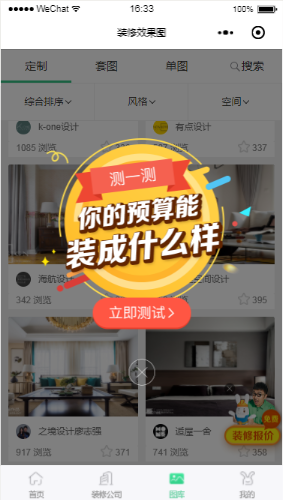 WeChat
16:33
100%
装修效果图
定制
套图
单图
搜索
综合排序
风格
空间
k-one设计
有点设计
1085 浏览
300
337
测一测
你的预算能
装成什么样
海航设计
空间设计
342 浏览
395
立即测试
之境设计廖志强
適屋一舍
917 浏览
371
741 浏览
358
免费
装修报价
首页
装修公司
图库
我的